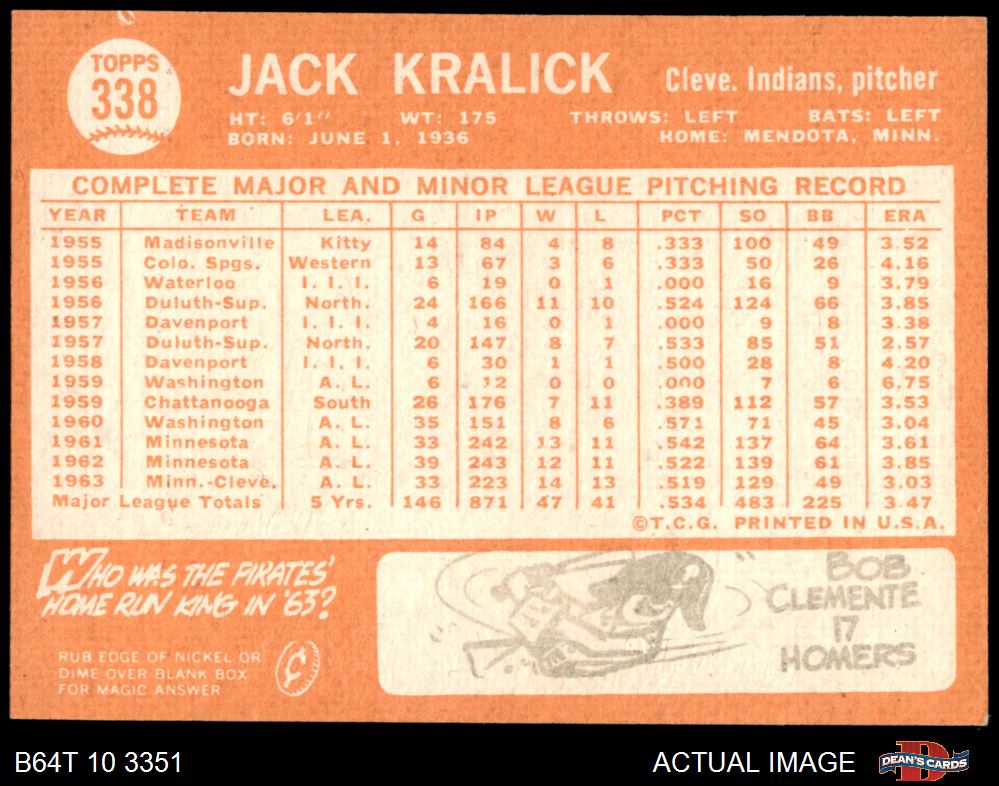 TOPPS
338
JACK KRALICK
Cleve. Indians, pitcher
HT: 6'1" WT: 175 THROWS: LEFT BATS: LEFT
BORN: JUNE 1, 1936 HOME: MENDOTA, MINN.
COMPLETE MAJOR AND MINOR LEAGUE PITCHING RECORD
YEAR TEAM LEA. G IP W L PCT SO BB ERA
1955 Madisonville Kitty 14 84 4 8 .333 100 49 3.52
1955 Colo. Spgs. Western 13 67 3 6 .333 50 26 4.16
1956 Waterloo I. I. I. 6 19 0 1 .000 16 9 3.79
1956 Duluth-Sup. North. 24 166 11 10 .524 124 66 3.85
1957 Davenport I. I. I. 4 16 0 1 .000 9 8 3.38
1957 Duluth-Sup. North. 20 147 8 7 .533 85 51 2.57
1958 Davenport I. I. I. 6 30 1 1 .500 28 8 4.20
1959 Washington A. L. 6 12 0 0 .000 7 6 6.75
1959 Chattanooga South 26 176 7 11 .389 112 57 3.53
1960 Washington A. L. 35 151 8 6 .571 71 45 3.04
1961 Minnesota A. L. 33 242 13 11 .542 137 64 3.61
1962 Minnesota A. L. 39 243 12 11 .522 139 61 3.85
1963 Minn.-Cleve. A. L. 33 223 14 13 .519 129 49 3.03
Major League Totals 5 Yrs. 146 871 47 41 .534 483 225 3.47
©T.C.G. PRINTED IN U.S.A.
WHO WAS THE PIRATES'
HOME RUN KING IN '63?
RUB EDGE OF NICKEL OR
DIME OVER BLANK BOX
FOR MAGIC ANSWER
¢
BOB
CLEMENTE
17
HOMERS
B64T 10 3351
ACTUAL IMAGE
D
DEAN'S CARDS